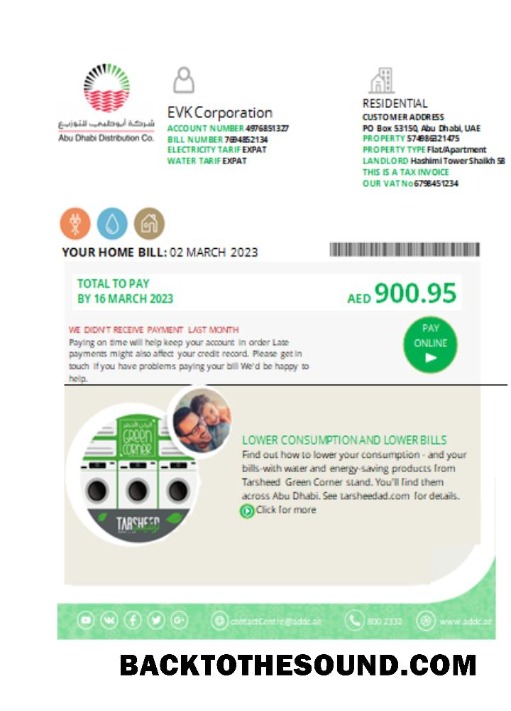 شركة أبوظبي للتوزيع
Abu Dhabi Distribution Co.
EVK Corporation
ACCOUNT NUMBER 4976851327
BILL NUMBER 7694852134
ELECTRICITY TARIF EXPAT
WATER TARIF EXPAT
RESIDENTIAL
CUSTOMER ADDRESS
PO Box 53150, Abu Dhabi, UAE
PROPERTY 574986321475
PROPERTY TYPE Flat/Apartment
LANDLORD Hashimi Tower Shaikh SB
THIS IS A TAX INVOICE
OUR VAT No 6798451234
YOUR HOME BILL: 02 MARCH 2023
TOTAL TO PAY
BY 16 MARCH 2023
AED 900.95
WE DIDN'T RECEIVE PAYMENT LAST MONTH
Paying on time will help keep your account in order Late
payments might also affect your credit record. Please get in
touch if you have problems paying your bill We'd be happy to
help.
PAY
ONLINE
GREEN
CORNER
TARSHEED
LOWER CONSUMPTION AND LOWER BILLS
Find out how to lower your consumption - and your
bills-with water and energy-saving products from
Tarsheed Green Corner stand. You'll find them
across Abu Dhabi. See tarsheedad.com for details.
Click for more
contactCentre@addc.ae
800 2332
www.addc.ae
BACKTOTHESOUND.COM